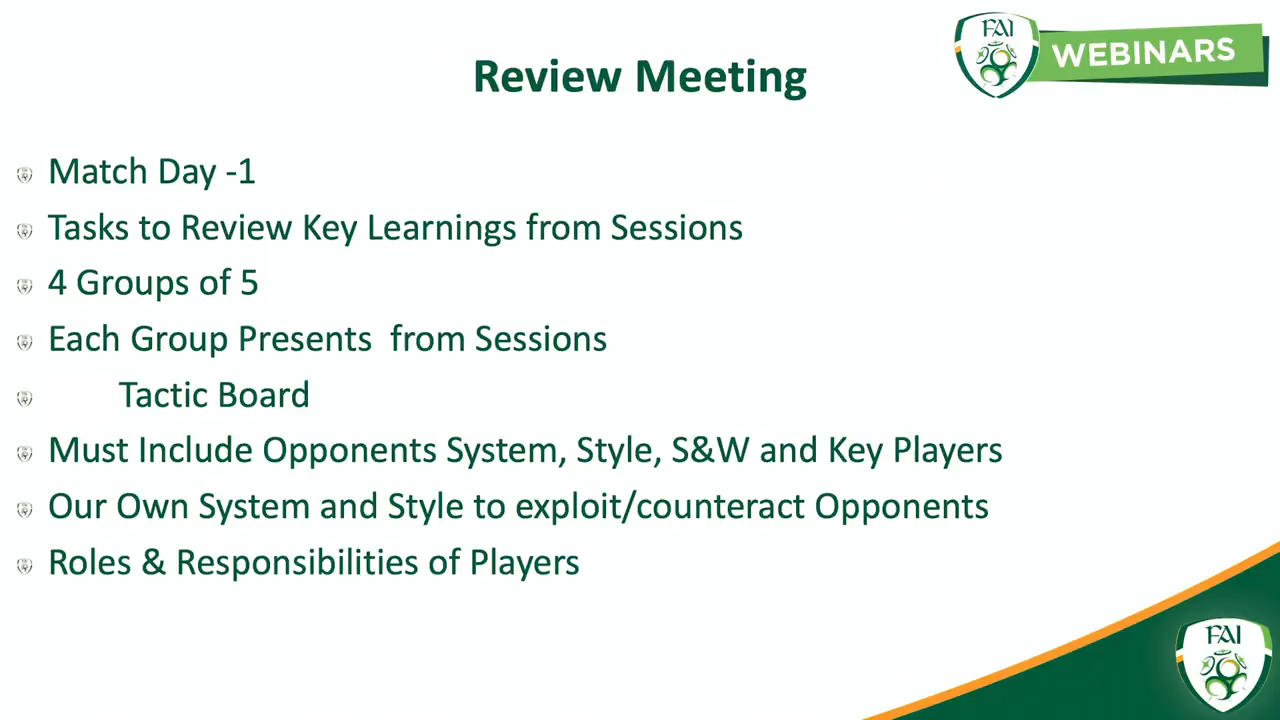 FAI
WEBINARS
Review Meeting
Match Day -1
Tasks to Review Key Learnings from Sessions
4 Groups of 5
Each Group Presents  from Sessions
Tactic Board
Must Include Opponents System, Style, S&W and Key Players
Our Own System and Style to exploit/counteract Opponents
Roles & Responsibilities of Players
FAI